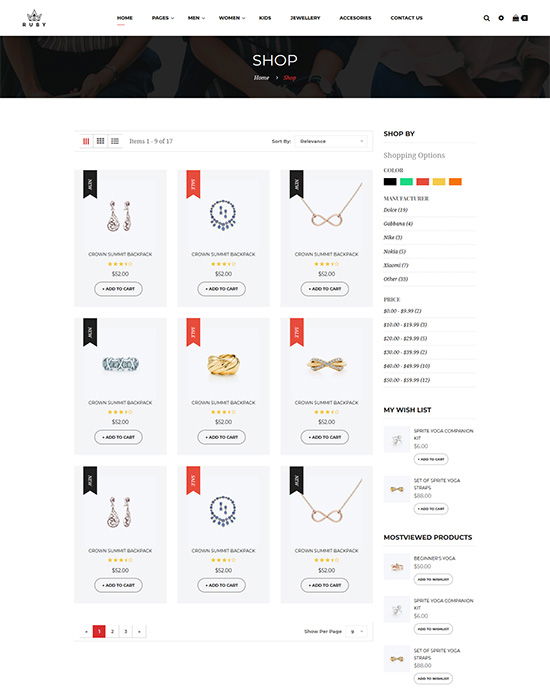 RUBY
HOME PAGES MEN WOMEN KIDS JEWELLERY ACCESORIES CONTACT US
0
SHOP
Home > Shop
Items 1 - 9 of 17 Sort By: Relevance
NEW SALE NEW
CROWN SUMMIT BACKPACK CROWN SUMMIT BACKPACK CROWN SUMMIT BACKPACK
$52.00 $52.00 $52.00
+ ADD TO CART + ADD TO CART + ADD TO CART
NEW SALE SALE
CROWN SUMMIT BACKPACK CROWN SUMMIT BACKPACK CROWN SUMMIT BACKPACK
$52.00 $52.00 $52.00
+ ADD TO CART + ADD TO CART + ADD TO CART
NEW SALE NEW
CROWN SUMMIT BACKPACK CROWN SUMMIT BACKPACK CROWN SUMMIT BACKPACK
$52.00 $52.00 $52.00
+ ADD TO CART + ADD TO CART + ADD TO CART
« 1 2 3 » Show Per Page 9
SHOP BY
Shopping Options
COLOR
MANUFACTURER
Dolce (19)
Gabbana (4)
Nike (3)
Nokia (5)
Xiaomi (7)
Other (33)
PRICE
$0.00 - $9.99 (2)
$10.00 - $19.99 (3)
$20.00 - $29.99 (5)
$30.00 - $39.99 (2)
$40.00 - $49.99 (10)
$50.00 - $59.99 (12)
MY WISH LIST
SPRITE YOGA COMPANION
KIT
$6.00
+ ADD TO CART
SET OF SPRITE YOGA
STRAPS
$88.00
+ ADD TO CART
MOSTVIEWED PRODUCTS
BEGINNER'S YOGA
$50.00
ADD TO WISHLIST
SPRITE YOGA COMPANION
KIT
$6.00
ADD TO WISHLIST
SET OF SPRITE YOGA
STRAPS
$88.00
ADD TO WISHLIST